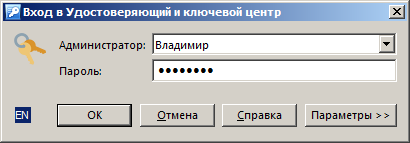 Вход в Удостоверяющий и ключевой центр
Администратор: Владимир
Пароль: ••••••••
EN OK Отмена Справка Параметры >>